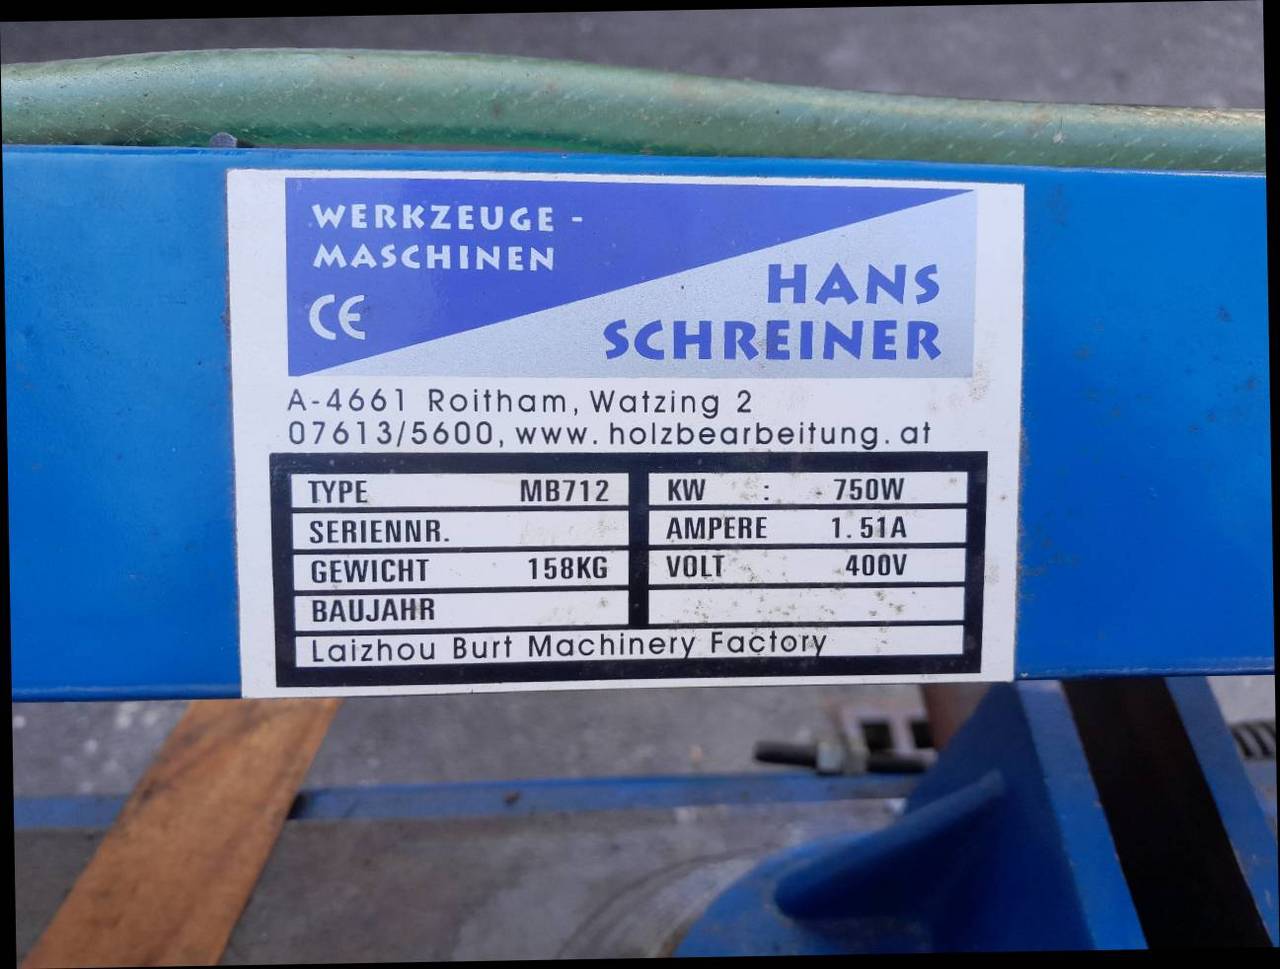 WERKZEUGE -
MASCHINEN
CE
HANS
SCHREINER
A-4661 Roitham, Watzing 2
07613/5600, www.holzbearbeitung.at
TYPE MB712
KW : 750W
SERIENNR.
AMPERE 1.51A
GEWICHT 158KG
VOLT 400V
BAUJAHR
Laizhou Burt Machinery Factory